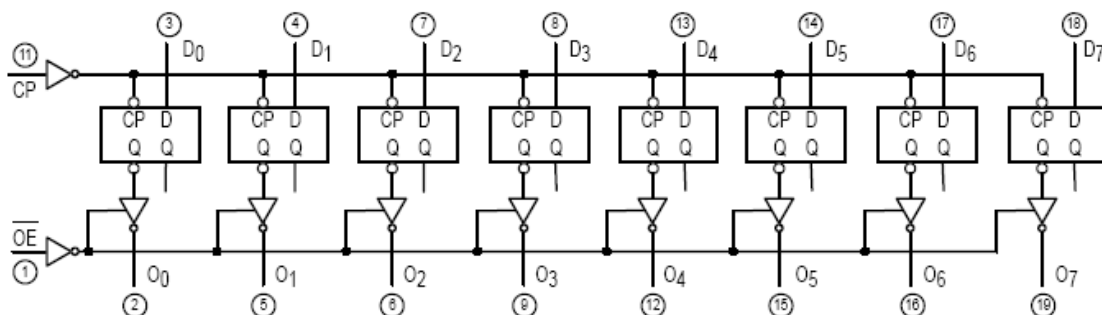 3 4 7 8 13 14 17 18
11 D0 D1 D2 D3 D4 D5 D6 D7
CP
CP D CP D CP D CP D CP D CP D CP D CP D
Q Q Q Q Q Q Q Q Q Q Q Q Q Q Q Q
OE
1 O0 O1 O2 O3 O4 O5 O6 O7
2 5 6 9 12 15 16 19